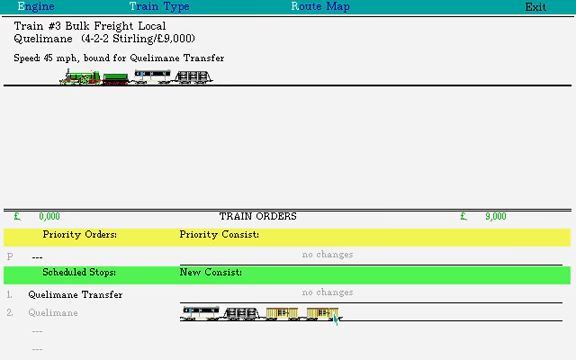 Engine Train Type Route Map Exit
Train #3 Bulk Freight Local
Quelimane (4-2-2 Stirling/£9,000)
Speed: 45 mph, bound for Quelimane Transfer
£ 0,000 TRAIN ORDERS £ 9,000
Priority Orders: Priority Consist:
P --- no changes
Scheduled Stops: New Consist:
1. Quelimane Transfer no changes
2. Quelimane
---
---